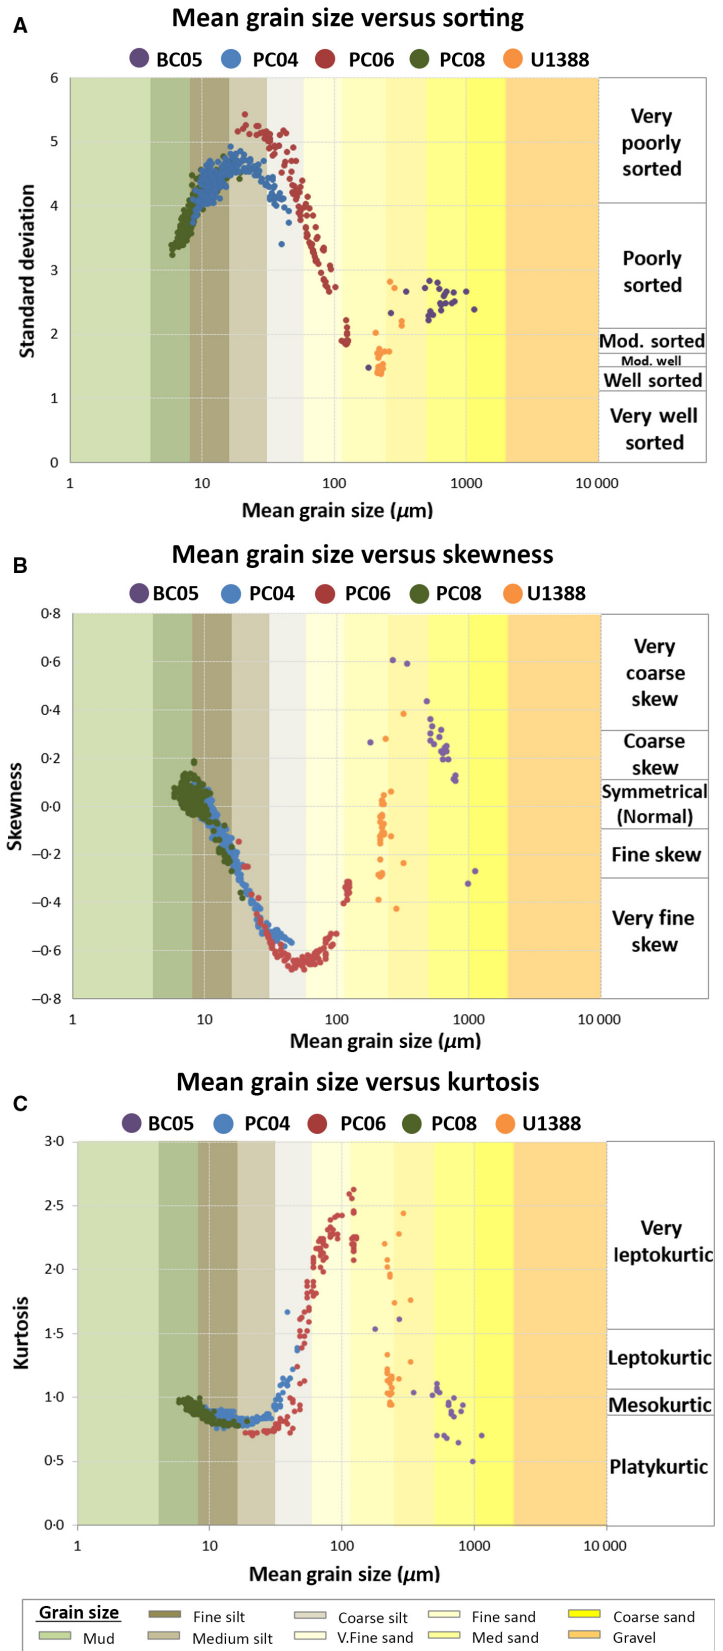 A
Mean grain size versus sorting
BC05 PC04 PC06 PC08 U1388
6
5
4
3
2
1
0
Standard deviation
Very poorly sorted
Poorly sorted
Mod. sorted
Mod. well
Well sorted
Very well sorted
1 10 100 1000 10 000
Mean grain size (μm)
B
Mean grain size versus skewness
BC05 PC04 PC06 PC08 U1388
0·8
0·6
0·4
0·2
0·0
–0·2
–0·4
–0·6
–0·8
Skewness
Very coarse skew
Coarse skew
Symmetrical (Normal)
Fine skew
Very fine skew
1 10 100 1000 10 000
Mean grain size (μm)
C
Mean grain size versus kurtosis
BC05 PC04 PC06 PC08 U1388
3·0
2·5
2·0
1·5
1·0
0·5
0·0
Kurtosis
Very leptokurtic
Leptokurtic
Mesokurtic
Platykurtic
1 10 100 1000 10 000
Mean grain size (μm)
Grain size Fine silt Coarse silt Fine sand Coarse sand
Mud Medium silt V.Fine sand Med sand Gravel